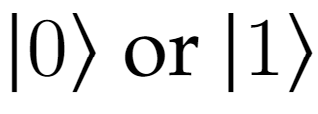 |0⟩ or |1⟩